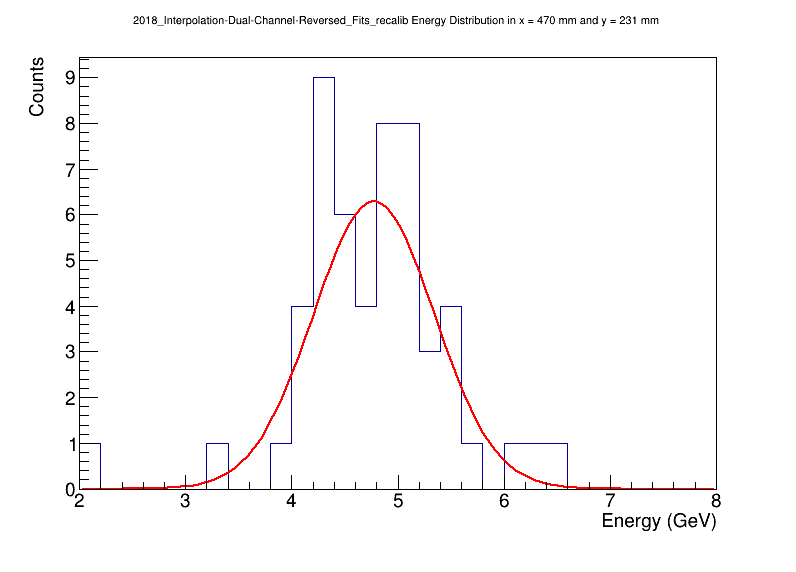 2018_Interpolation-Dual-Channel-Reversed_Fits_recalib Energy Distribution in x = 470 mm and y = 231 mm
Counts
9
8
7
6
5
4
3
2
1
0
2 3 4 5 6 7 8
Energy (GeV)